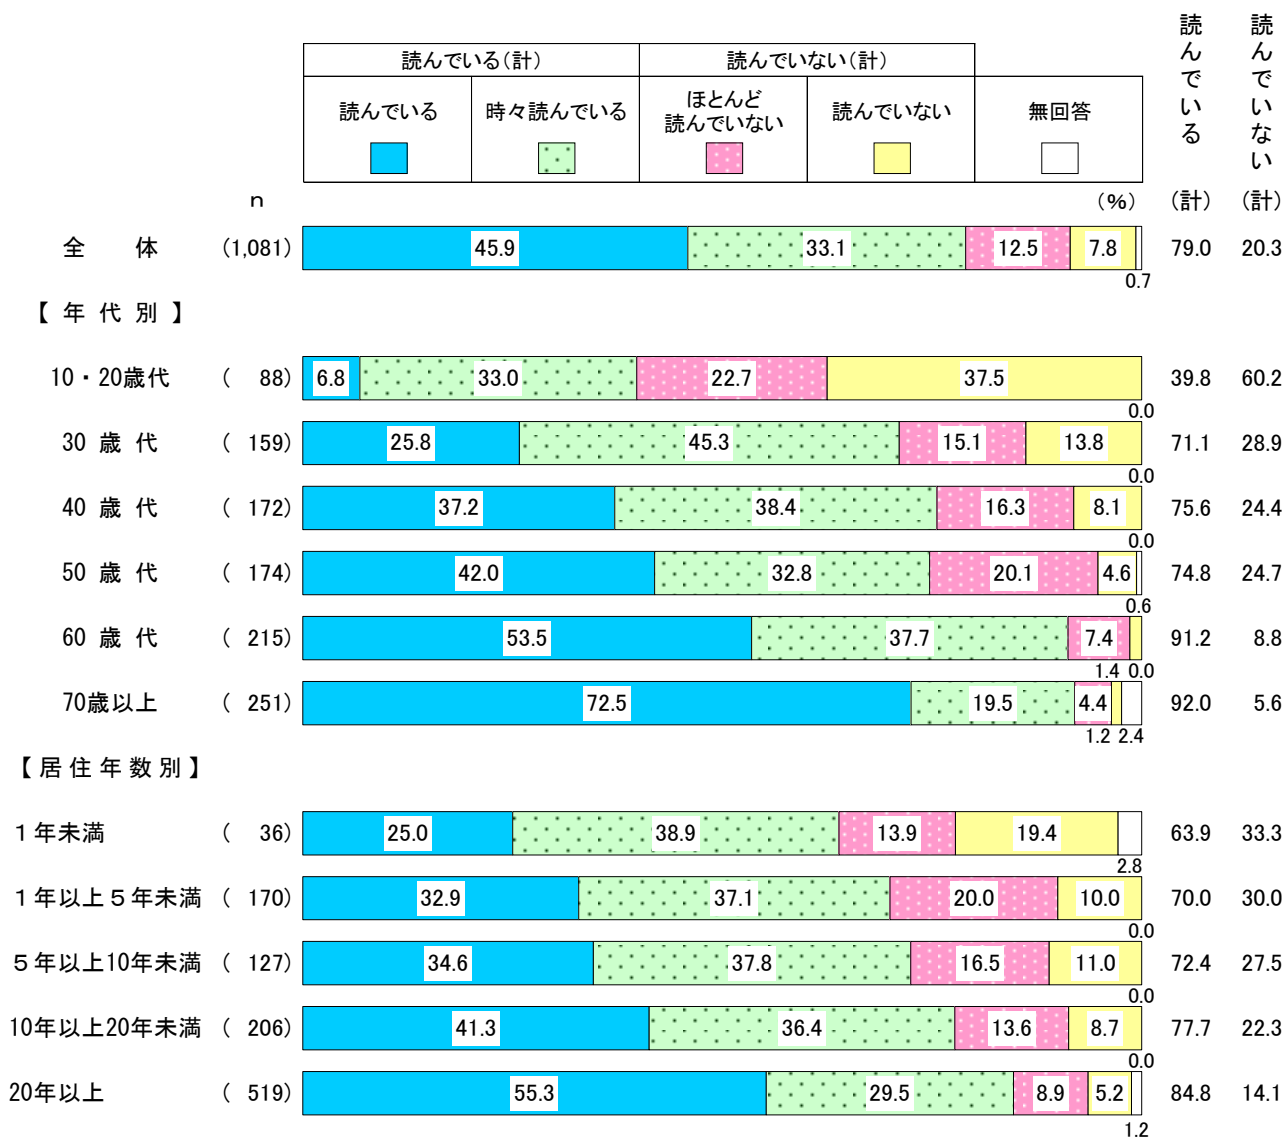 読んでいる(計) 読んでいない(計) 読んでいる 読んでいない
読んでいる 時々読んでいる ほとんど読んでいない 読んでいない 無回答
n (%) (計) (計)
全 体 (1,081) 45.9 33.1 12.5 7.8 79.0 20.3
0.7
【年代別】
10・20歳代 ( 88) 6.8 33.0 22.7 37.5 39.8 60.2
0.0
30 歳 代 ( 159) 25.8 45.3 15.1 13.8 71.1 28.9
0.0
40 歳 代 ( 172) 37.2 38.4 16.3 8.1 75.6 24.4
0.0
50 歳 代 ( 174) 42.0 32.8 20.1 4.6 74.8 24.7
0.6
60 歳 代 ( 215) 53.5 37.7 7.4 91.2 8.8
1.4 0.0
70歳以上 ( 251) 72.5 19.5 4.4 92.0 5.6
1.2 2.4
【居住年数別】
1年未満 ( 36) 25.0 38.9 13.9 19.4 63.9 33.3
2.8
1年以上5年未満 ( 170) 32.9 37.1 20.0 10.0 70.0 30.0
0.0
5年以上10年未満 ( 127) 34.6 37.8 16.5 11.0 72.4 27.5
0.0
10年以上20年未満 ( 206) 41.3 36.4 13.6 8.7 77.7 22.3
0.0
20年以上 ( 519) 55.3 29.5 8.9 5.2 84.8 14.1
1.2